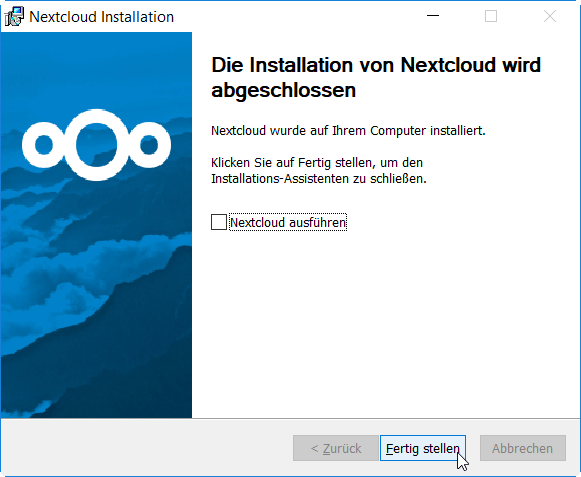 Nextcloud Installation
Die Installation von Nextcloud wird
abgeschlossen
Nextcloud wurde auf Ihrem Computer installiert.
Klicken Sie auf Fertig stellen, um den
Installations-Assistenten zu schließen.
Nextcloud ausführen
< Zurück
Fertig stellen
Abbrechen